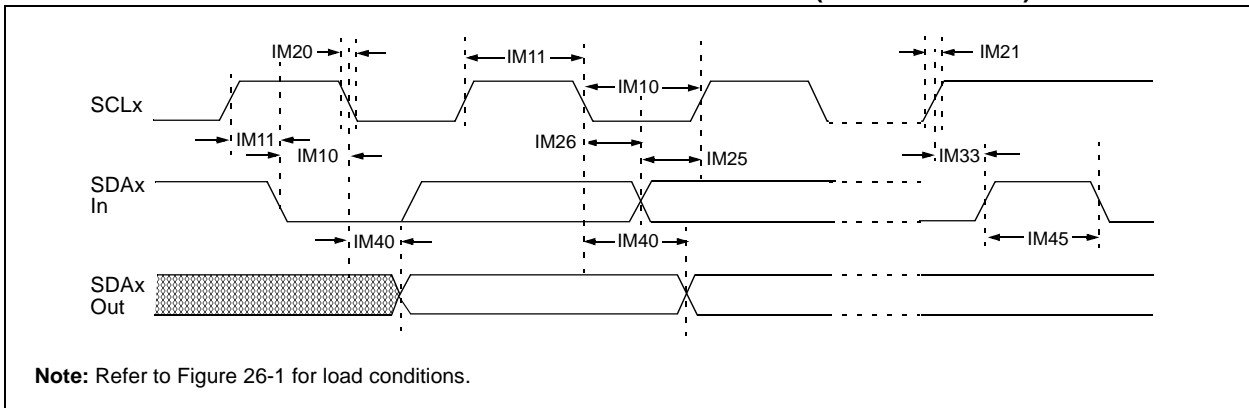 IM20
IM11
IM21
SCLx
IM10
IM11
IM10
IM26
IM25
IM33
SDAx
In
IM40
IM40
IM45
SDAx
Out
Note: Refer to Figure 26-1 for load conditions.